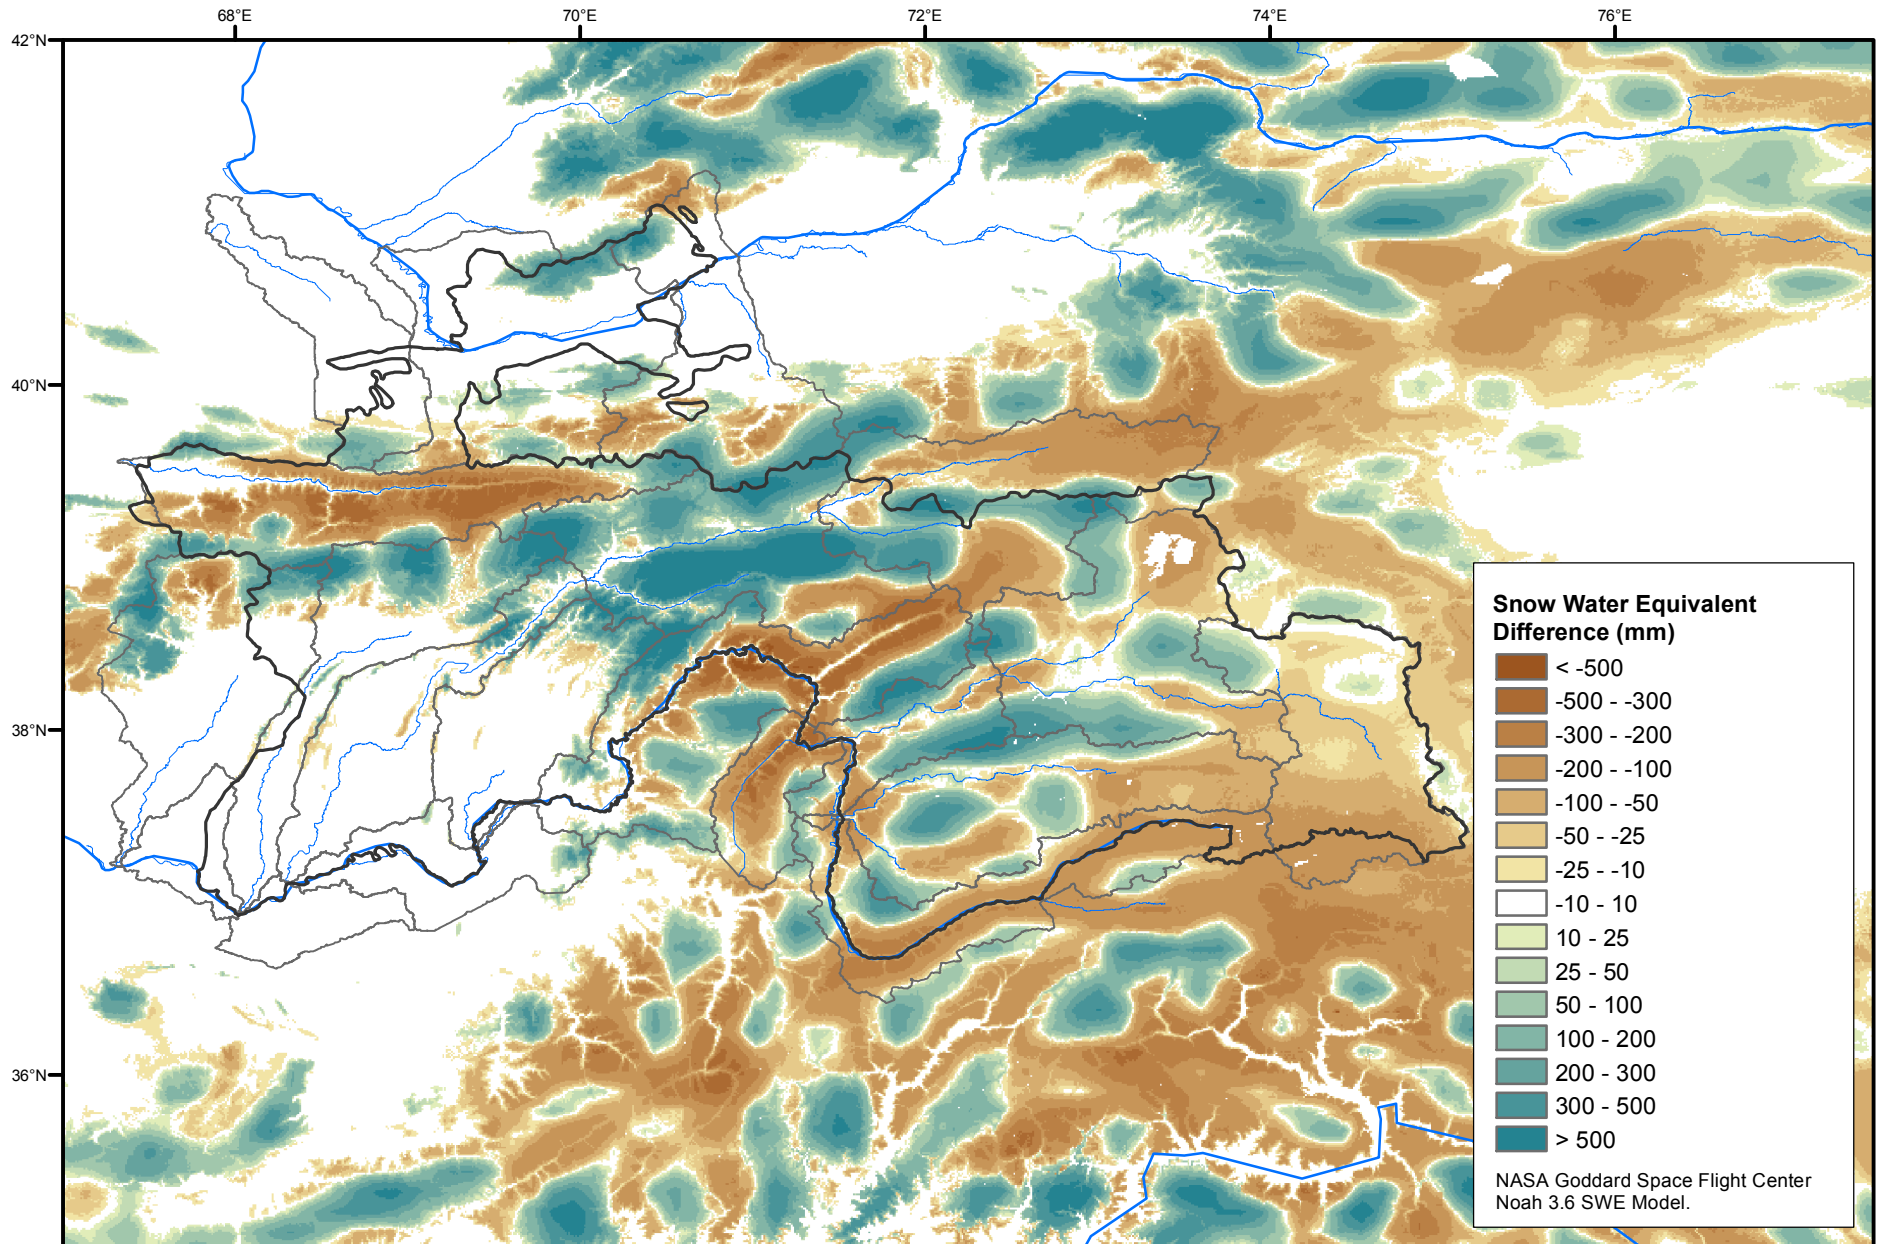 68°E
70°E
72°E
74°E
76°E
42°N
40°N
38°N
36°N
Snow Water Equivalent
Difference (mm)
< -500
-500 - -300
-300 - -200
-200 - -100
-100 - -50
-50 - -25
-25 - -10
-10 - 10
10 - 25
25 - 50
50 - 100
100 - 200
200 - 300
300 - 500
> 500
NASA Goddard Space Flight Center
Noah 3.6 SWE Model.